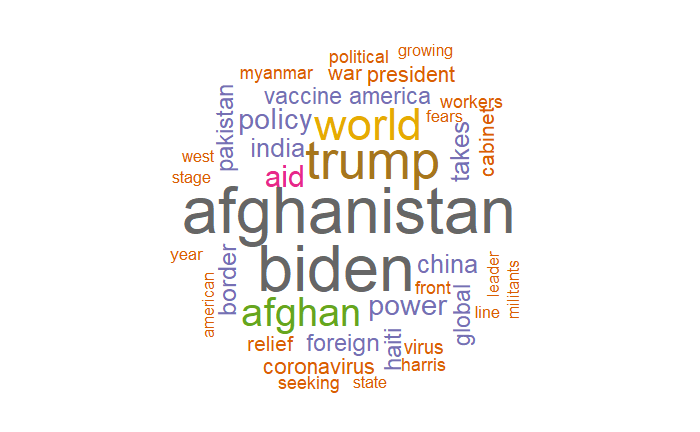 growing
political
myanmar war president
vaccine america
workers
pakistan
policy world
fears
cabinet
india trump takes
west
aid
stage
afghanistan
year
biden china
border
leader
american
front
militants
afghan power
global
line
relief foreign
haiti
virus
coronavirus harris
seeking state